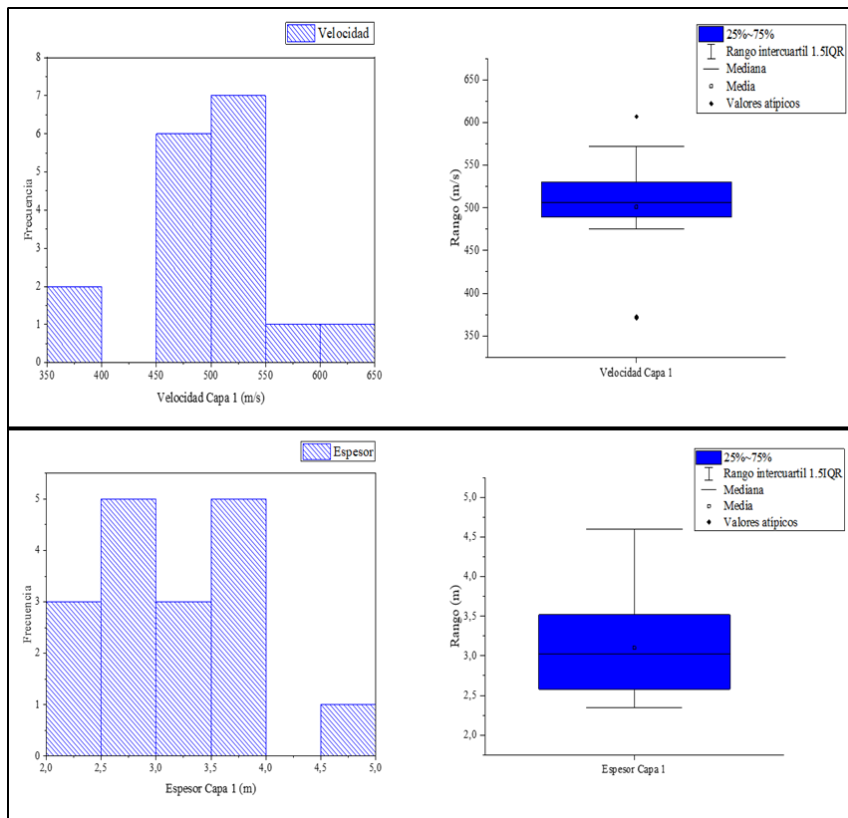 Velocidad
8
7
6
5
4
3
2
1
0
Frecuencia
350 400 450 500 550 600 650
Velocidad Capa 1 (m/s)
25%~75%
Rango intercuartil 1.5IQR
Mediana
Media
Valores atípicos
650
600
550
500
450
400
350
Rango (m/s)
Velocidad Capa 1
Espesor
5
4
3
2
1
0
Frecuencia
2,0 2,5 3,0 3,5 4,0 4,5 5,0
Espesor Capa 1 (m)
25%~75%
Rango intercuartil 1.5IQR
Mediana
Media
Valores atípicos
5,0
4,5
4,0
3,5
3,0
2,5
2,0
Rango (m)
Espesor Capa 1